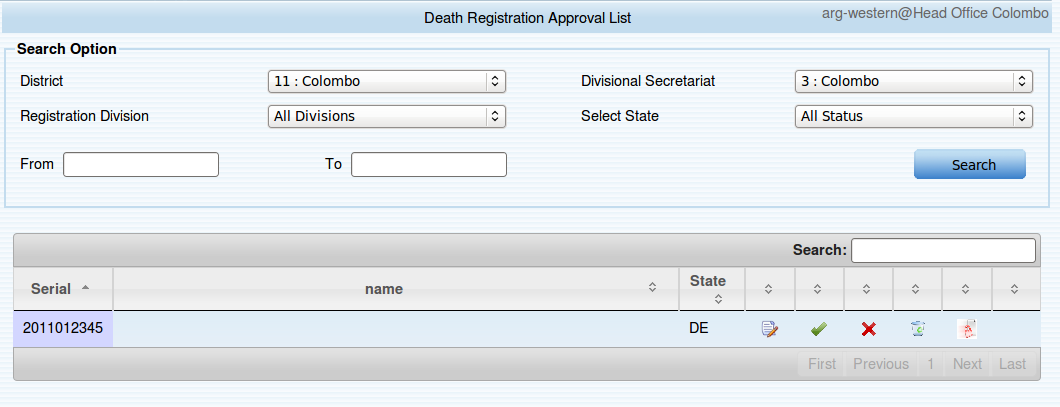 Death Registration Approval List
arg-western@Head Office Colombo
Search Option
District 11 : Colombo Divisional Secretariat 3 : Colombo
Registration Division All Divisions Select State All Status
From To Search
Search:
Serial name State
2011012345 DE
First Previous 1 Next Last